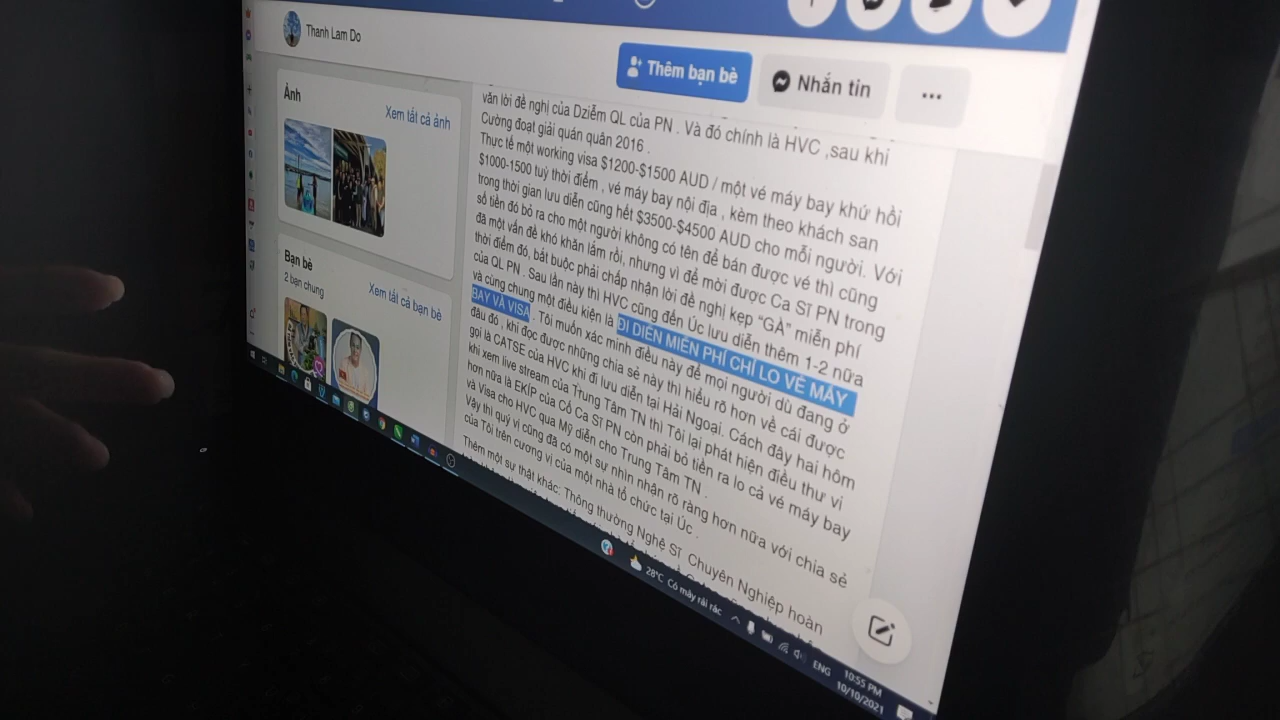 Thanh Lam Do
Thêm bạn bè
Nhắn tin
Ảnh
Xem tất cả ảnh
Bạn bè
2 bạn chung
Xem tất cả bạn bè
văn lời đề nghị của Dziễm QL của PN . Và đó chính là HVC ,sau khi
Cường đoạt giải quán quân 2016 .
Thực tế một working visa $1200-$1500 AUD / một vé máy bay khứ hồi
$1000-1500 tuỳ thời điểm , vé máy bay nội địa , kèm theo khách sạn
trong thời gian lưu diễn cũng hết $3500-$4500 AUD cho mỗi người. Với
số tiền đó bỏ ra cho một người không có tên để bán được vé thì cũng
đã một vấn đề khó khăn lắm rồi, nhưng vì để mời được Ca Sĩ PN trong
thời điểm đó, bắt buộc phải chấp nhận lời đề nghị kẹp “GÀ” miễn phí
của QL PN . Sau lần này thì HVC cũng đến Úc lưu diễn thêm 1-2 nữa
và cùng chung một điều kiện là ĐI DIỄN MIỄN PHÍ CHỈ LO VÉ MÁY
BAY VÀ VISA . Tôi muốn xác minh điều này để mọi người dù đang ở
đâu đó , khi đọc được những chia sẻ này thì hiểu rõ hơn về cái được
gọi là CATSE của HVC khi đi lưu diễn tại Hải Ngoại. Cách đây hai hôm
khi xem live stream của Trung Tâm TN thì Tôi lại phát hiện điều thư vị
hơn nữa là EKÍP của Cố Ca Sĩ PN còn phải bỏ tiền ra lo cả vé máy bay
và Visa cho HVC qua Mỹ diễn cho Trung Tâm TN .
Vậy thì quý vị cũng đã có một sự nhìn nhận rõ ràng hơn nữa với chia sẻ
của Tôi trên cương vị của một nhà tổ chức tại Úc .
Thêm một sự thật khác: Thông thường Nghệ Sĩ Chuyên Nghiệp hoàn
28°C Có mây rải rác
ENG
10:55 PM
10/10/2021